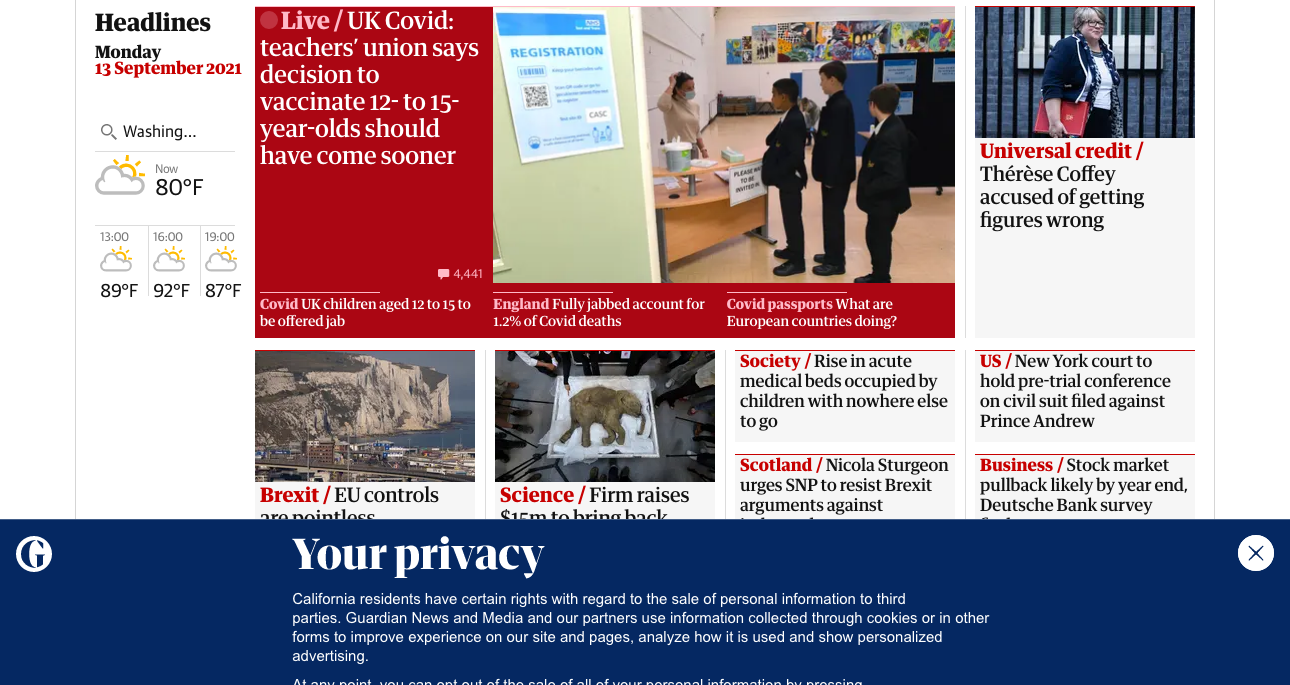 Headlines
Monday
13 September 2021
Washing...
Now
80°F
13:00
16:00
19:00
89°F
92°F
87°F
Live / UK Covid:
teachers’ union says
decision to
vaccinate 12- to 15-
year-olds should
have come sooner
4,441
REGISTRATION
CASC
PLEASE WAIT
TO BE
INVITED IN
Covid UK children aged 12 to 15 to
be offered jab
England Fully jabbed account for
1.2% of Covid deaths
Covid passports What are
European countries doing?
Universal credit /
Thérèse Coffey
accused of getting
figures wrong
Brexit / EU controls
are pointless
Science / Firm raises
$15m to bring back
Society / Rise in acute
medical beds occupied by
children with nowhere else
to go
Scotland / Nicola Sturgeon
urges SNP to resist Brexit
arguments against
US / New York court to
hold pre-trial conference
on civil suit filed against
Prince Andrew
Business / Stock market
pullback likely by year end,
Deutsche Bank survey
Your privacy
California residents have certain rights with regard to the sale of personal information to third
parties. Guardian News and Media and our partners use information collected through cookies or in other
forms to improve experience on our site and pages, analyze how it is used and show personalized
advertising.
At any point, you can opt out of the sale of all of your personal information by pressing